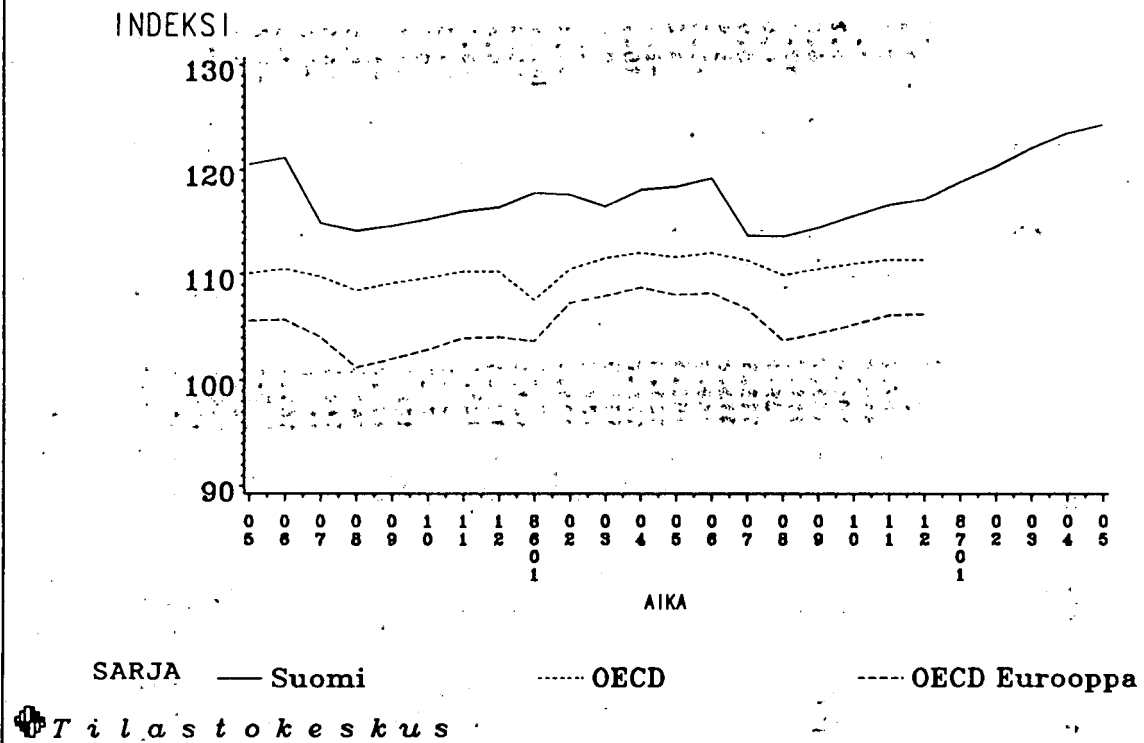 INDEKSI
130
120
110
100
90
05 06 07 08 09 10 11 12 8601 02 03 04 05 06 07 08 09 10 11 12 8701 02 03 04 05
AIKA
SARJA Suomi OECD OECD Eurooppa
Tilastokeskus